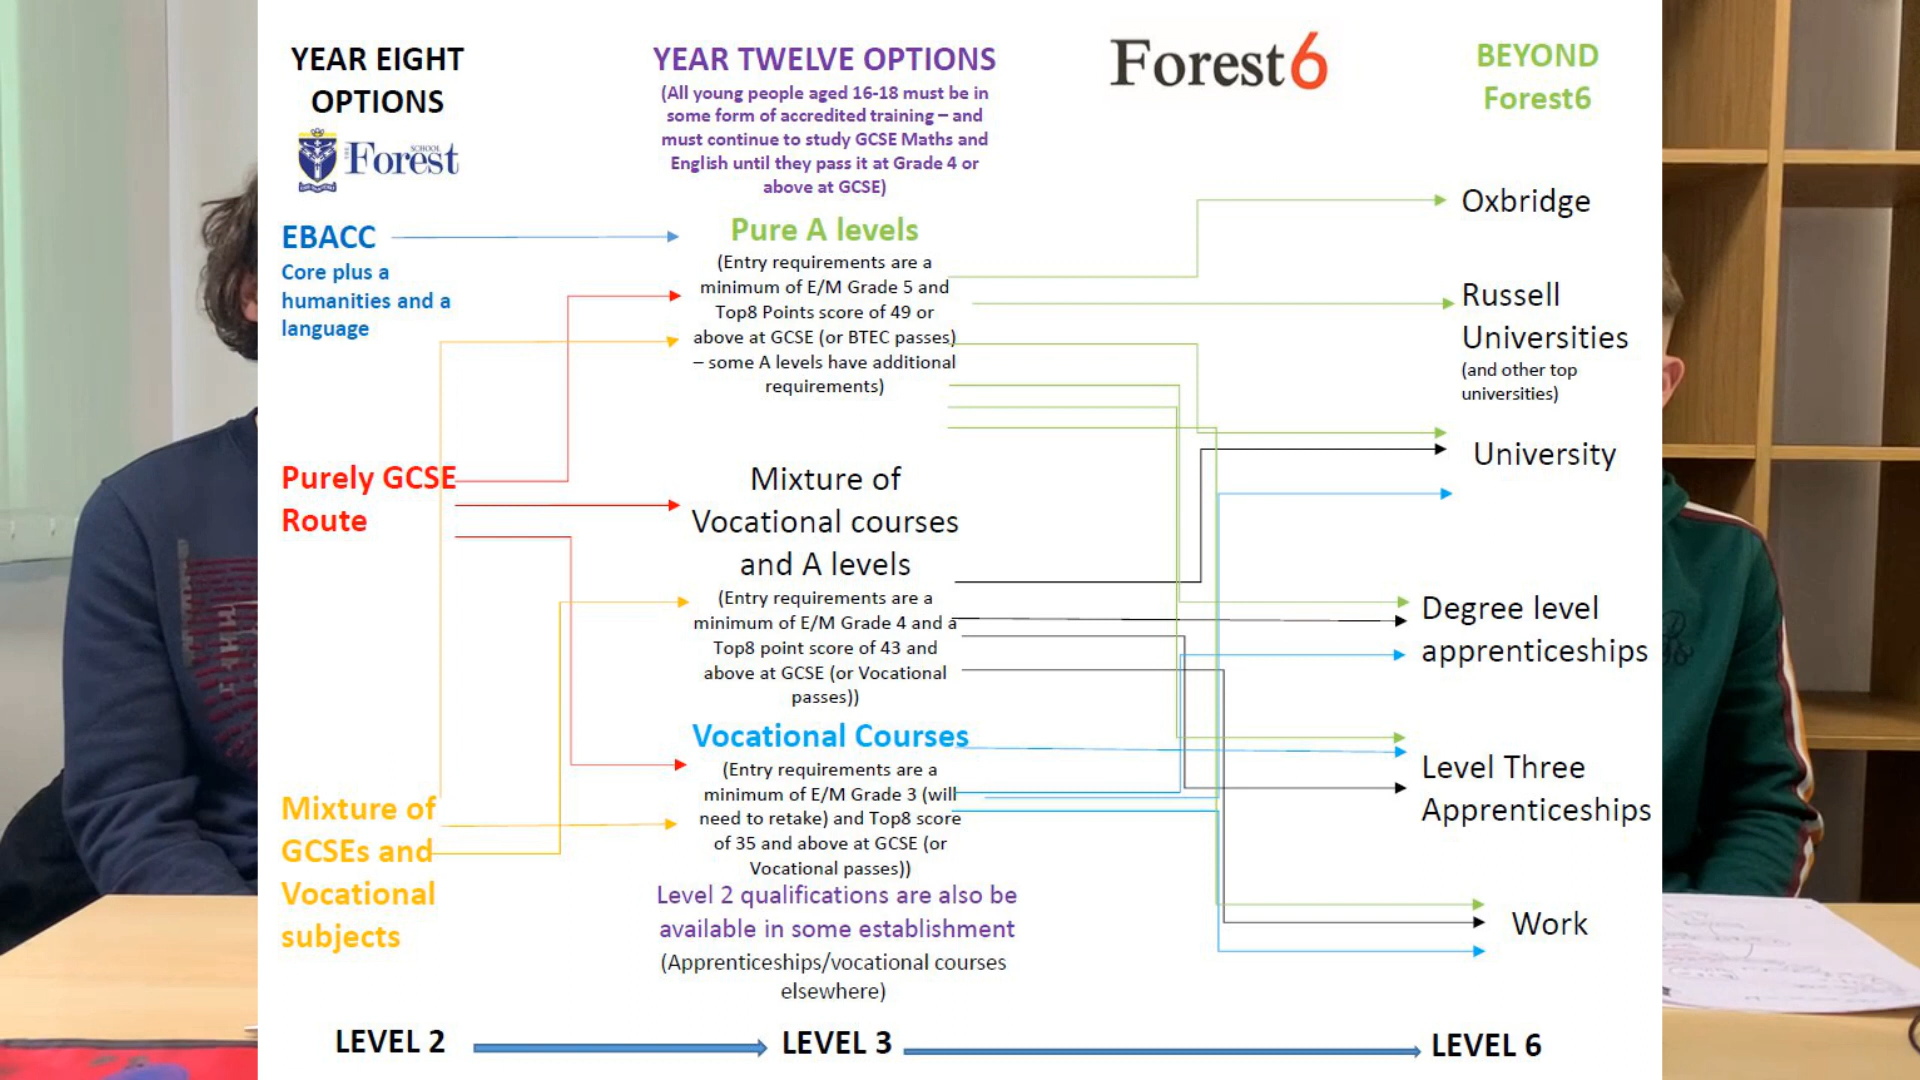 YEAR EIGHT
OPTIONS
THE Forest SCHOOL
EBACC
Core plus a
humanities and a
language
Purely GCSE
Route
Mixture of
GCSEs and
Vocational
subjects
YEAR TWELVE OPTIONS
(All young people aged 16-18 must be in
some form of accredited training – and
must continue to study GCSE Maths and
English until they pass it at Grade 4 or
above at GCSE)
Pure A levels
(Entry requirements are a
minimum of E/M Grade 5 and
Top8 Points score of 49 or
above at GCSE (or BTEC passes)
– some A levels have additional
requirements)
Mixture of
Vocational courses
and A levels
(Entry requirements are a
minimum of E/M Grade 4 and a
Top8 point score of 43 and
above at GCSE (or Vocational
passes))
Vocational Courses
(Entry requirements are a
minimum of E/M Grade 3 (will
need to retake) and Top8 score
of 35 and above at GCSE (or
Vocational passes))
Level 2 qualifications are also be
available in some establishment
(Apprenticeships/vocational courses
elsewhere)
Forest6
BEYOND
Forest6
Oxbridge
Russell
Universities
(and other top
universities)
University
Degree level
apprenticeships
Level Three
Apprenticeships
Work
LEVEL 2
LEVEL 3
LEVEL 6